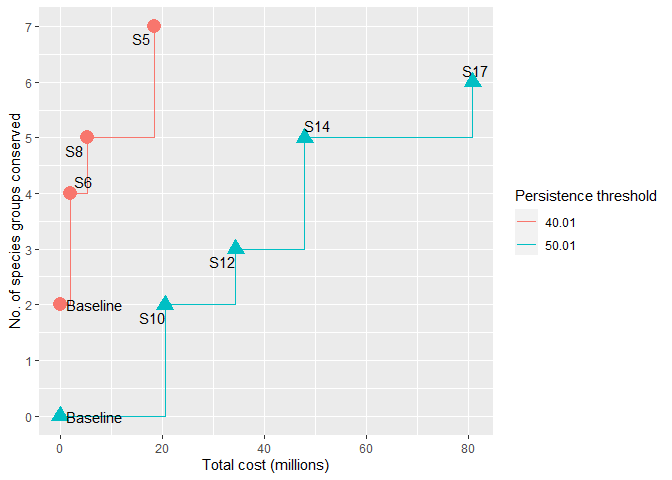 7
S5
6
S17
5
S8
S14
4
S6
3
S12
2
Baseline
S10
1
0
Baseline
0
20
40
60
80
Total cost (millions)
No. of species groups conserved
Persistence threshold
40.01
50.01